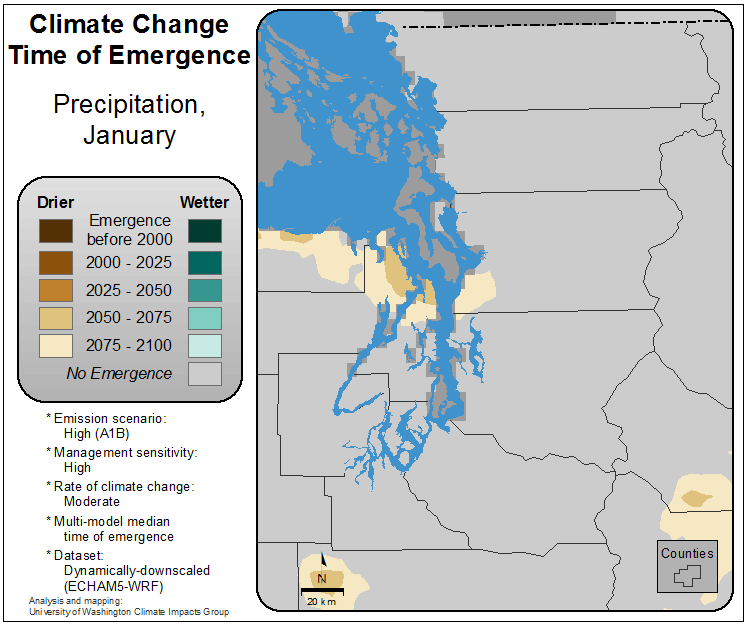 Climate Change
Time of Emergence
Precipitation,
January
Drier
Wetter
Emergence
before 2000
2000 - 2025
2025 - 2050
2050 - 2075
2075 - 2100
No Emergence
* Emission scenario:
High (A1B)
* Management sensitivity:
High
* Rate of climate change:
Moderate
* Multi-model median
time of emergence
* Dataset:
Dynamically-downscaled
(ECHAM5-WRF)
Analysis and mapping:
University of Washington Climate Impacts Group
N
20 km
Counties